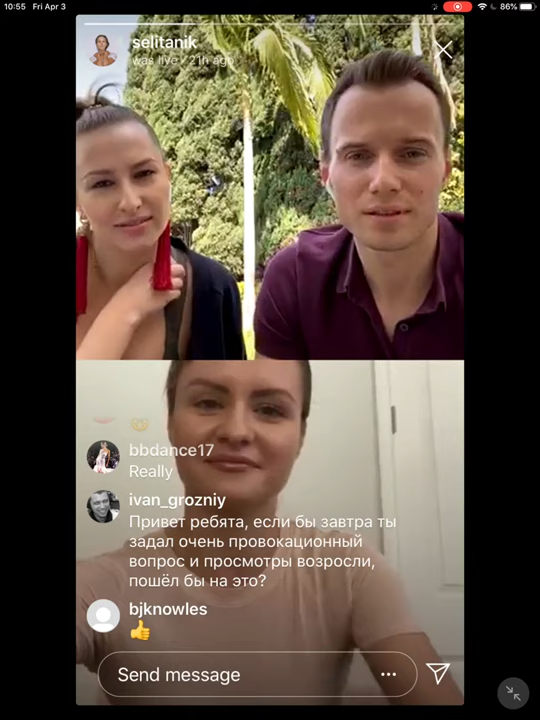 10:55 Fri Apr 3
86%
selitanik
was live · 21h ago
bbdance17
Really
ivan_grozniy
Привет ребята, если бы завтра ты
задал очень провокационный
вопрос и просмотры возросли,
пошёл бы на это?
bjknowles
Send message